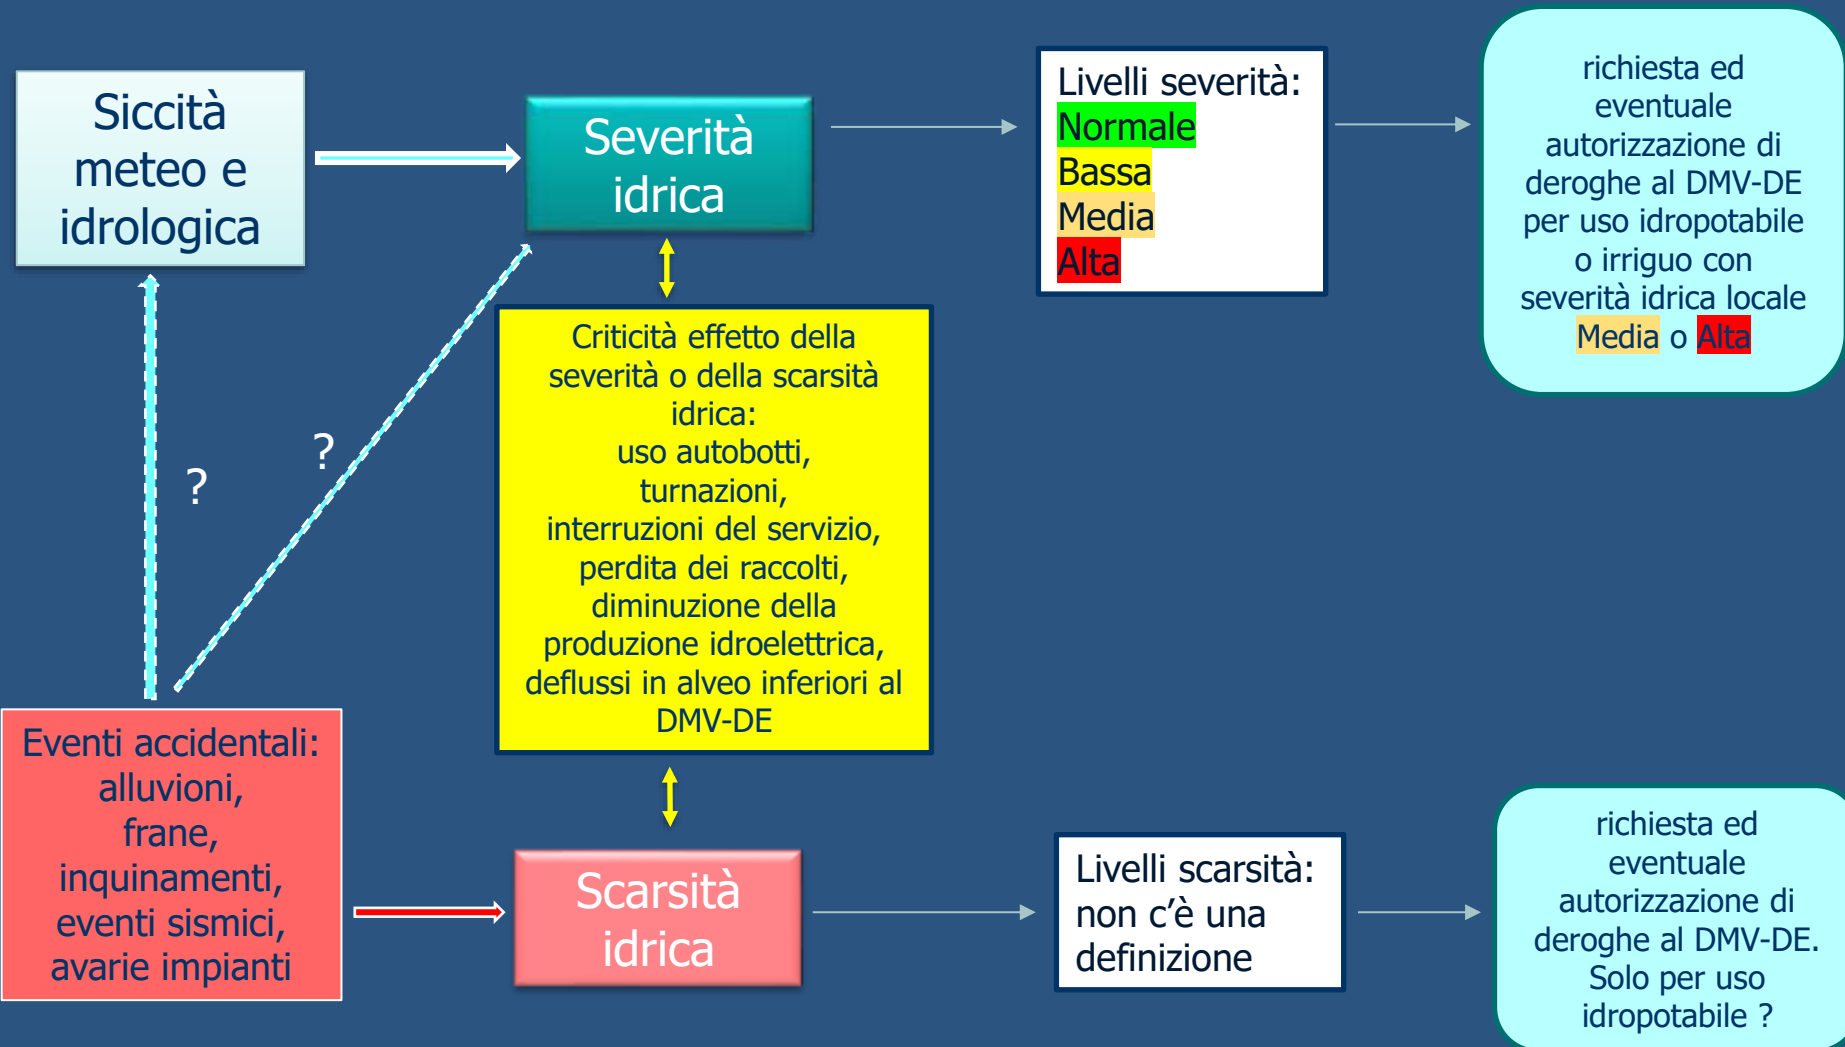 Siccità
meteo e
idrologica
Severità
idrica
Livelli severità:
Normale
Bassa
Media
Alta
richiesta ed
eventuale
autorizzazione di
deroghe al DMV-DE
per uso idropotabile
o irriguo con
severità idrica locale
Media o Alta
?
?
Criticità effetto della
severità o della scarsità
idrica:
uso autobotti,
turnazioni,
interruzioni del servizio,
perdita dei raccolti,
diminuzione della
produzione idroelettrica,
deflussi in alveo inferiori al
DMV-DE
Eventi accidentali:
alluvioni,
frane,
inquinamenti,
eventi sismici,
avarie impianti
Scarsità
idrica
Livelli scarsità:
non c’è una
definizione
richiesta ed
eventuale
autorizzazione di
deroghe al DMV-DE.
Solo per uso
idropotabile ?